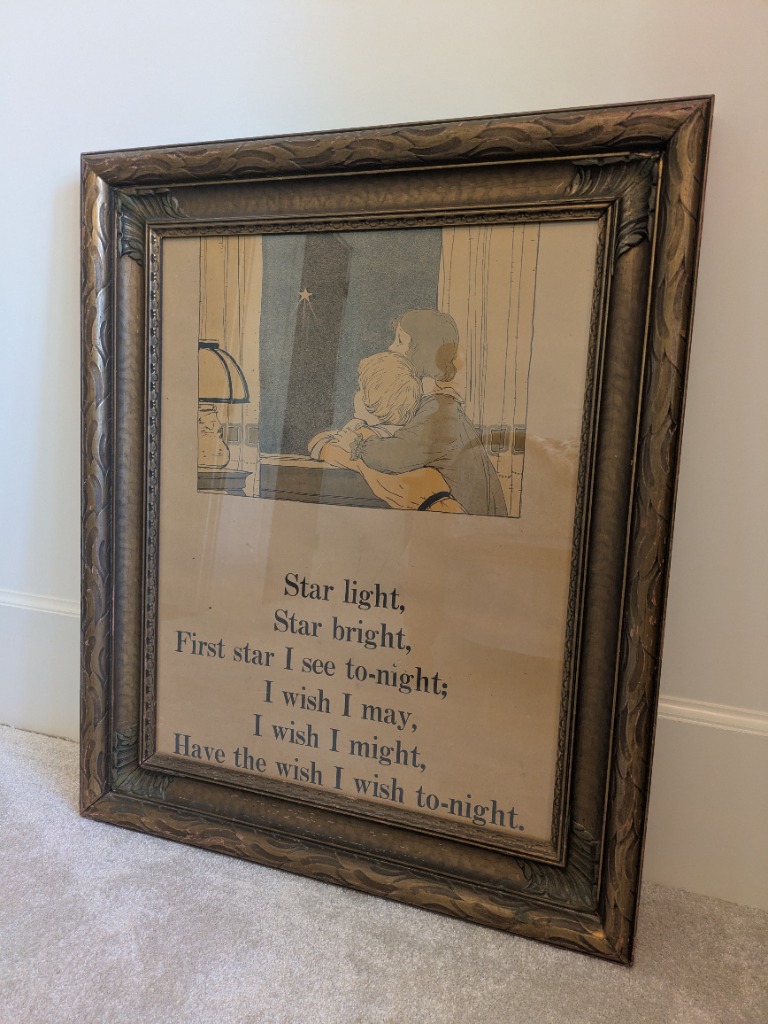 Star light,
Star bright,
First star I see to-night;
I wish I may,
I wish I might,
Have the wish I wish to-night.